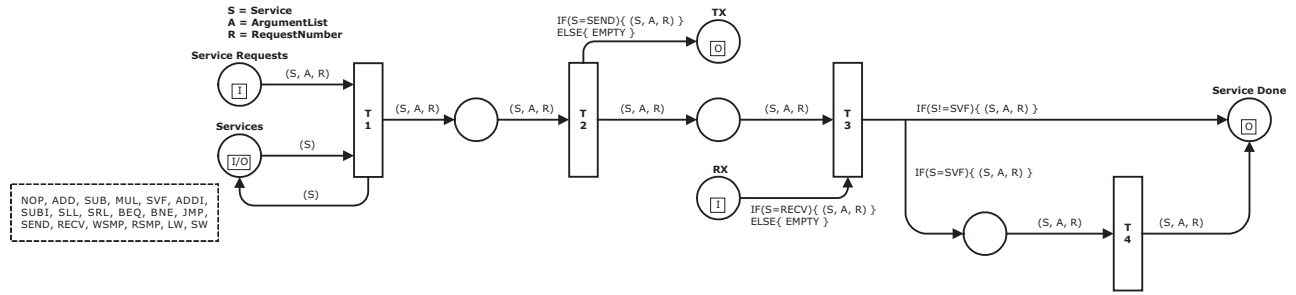 S = Service
A = ArgumentList
R = RequestNumber
Service Requests
I
(S, A, R)
Services
I/O
(S)
(S)
NOP, ADD, SUB, MUL, SVF, ADDI,
SUBI, SLL, SRL, BEQ, BNE, JMP,
SEND, RECV, WSMP, RSMP, LW, SW
T
1
(S, A, R)
(S, A, R)
T
2
IF(S=SEND){ (S, A, R) }
ELSE{ EMPTY }
TX
O
(S, A, R)
(S, A, R)
RX
I
IF(S=RECV){ (S, A, R) }
ELSE{ EMPTY }
T
3
IF(S!=SVF){ (S, A, R) }
Service Done
O
IF(S=SVF){ (S, A, R) }
(S, A, R)
T
4
(S, A, R)